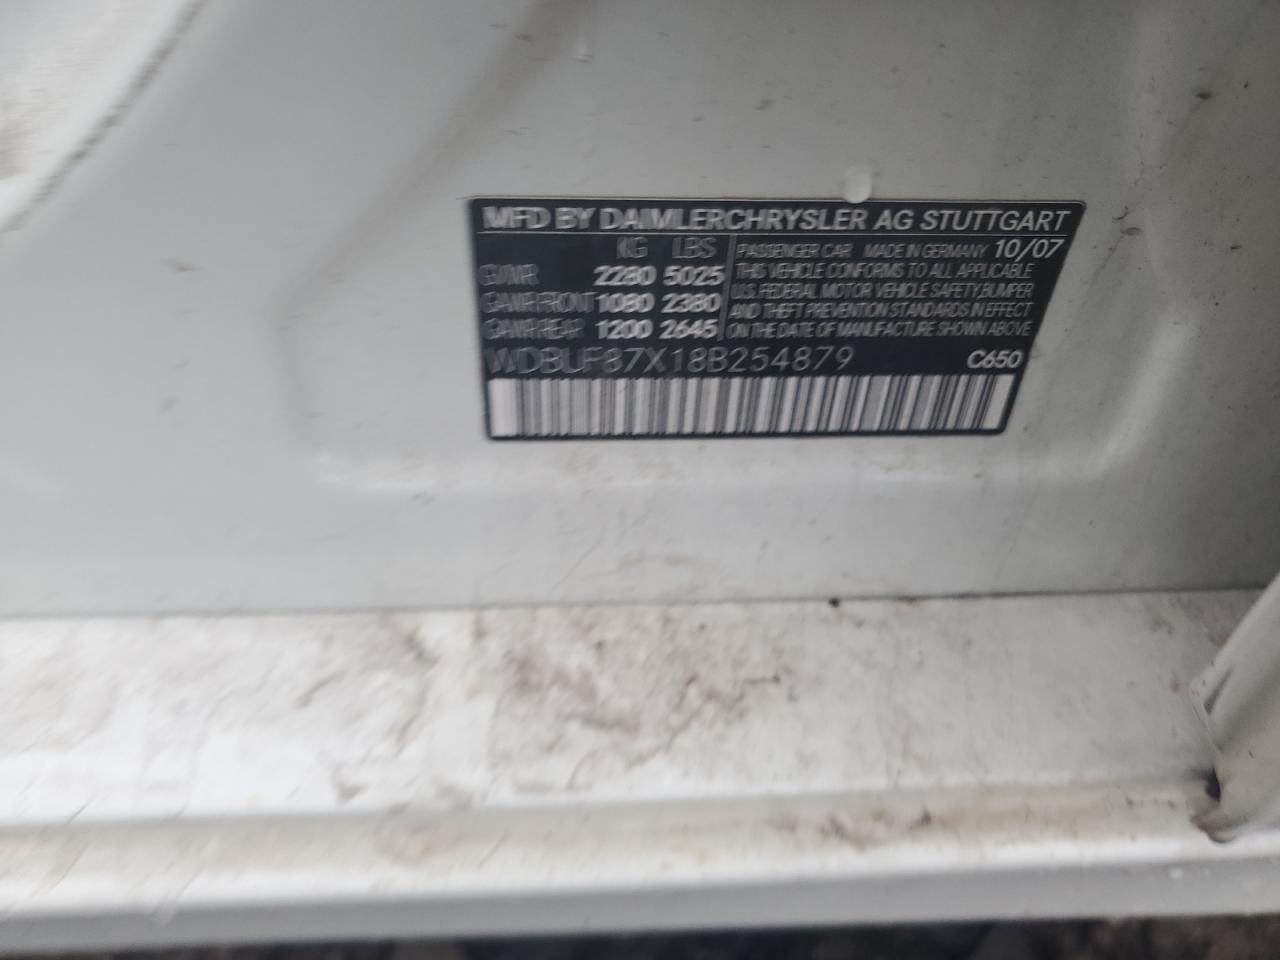 MFD BY DAIMLERCHRYSLER AG STUTTGART
KG LBS
GVWR 2280 5025
GAWR FRONT 1080 2380
GAWR REAR 1200 2645
PASSENGER CAR MADE IN GERMANY 10/07
THIS VEHICLE CONFORMS TO ALL APPLICABLE
U.S. FEDERAL MOTOR VEHICLE SAFETY, BUMPER
AND THEFT PREVENTION STANDARDS IN EFFECT
ON THE DATE OF MANUFACTURE SHOWN ABOVE
WDBUF87X18B254879 C650